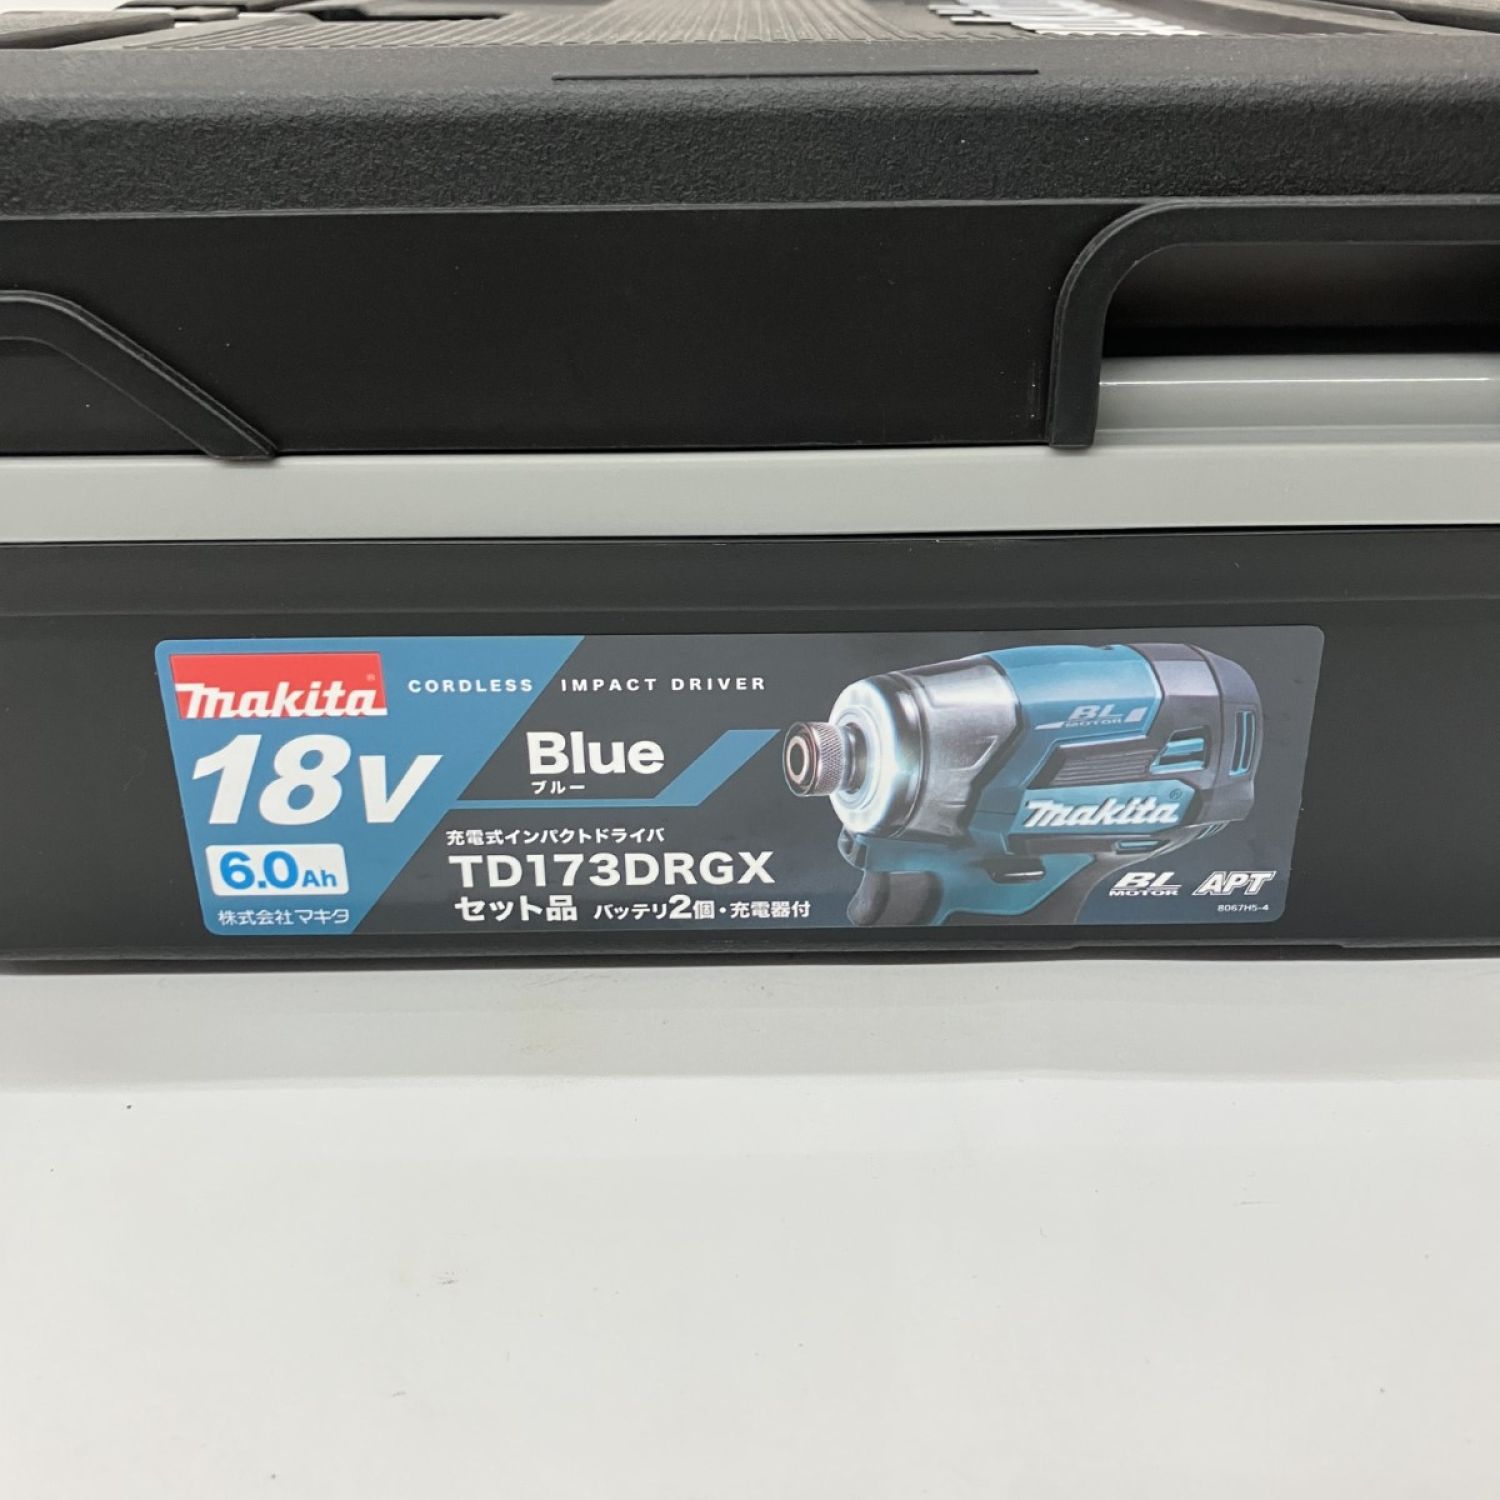 makita®
CORDLESS IMPACT DRIVER
18V
Blue
ブルー
6.0Ah
充電式インパクトドライバ
TD173DRGX
セット品 バッテリ2個・充電器付
株式会社マキタ
BL
MOTOR
makita®
BL
MOTOR
APT
8067H5-4